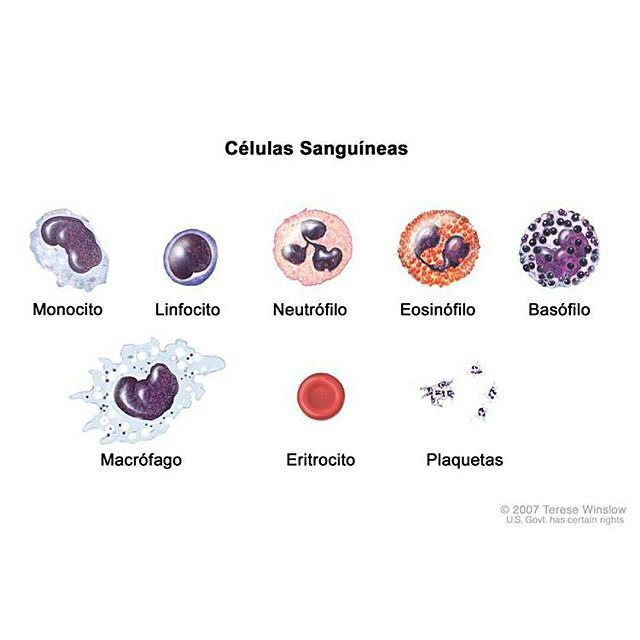 Células Sanguíneas
Monocito
Linfocito
Neutrófilo
Eosinófilo
Basófilo
Macrófago
Eritrocito
Plaquetas
© 2007 Terese Winslow
U.S. Govt. has certain rights